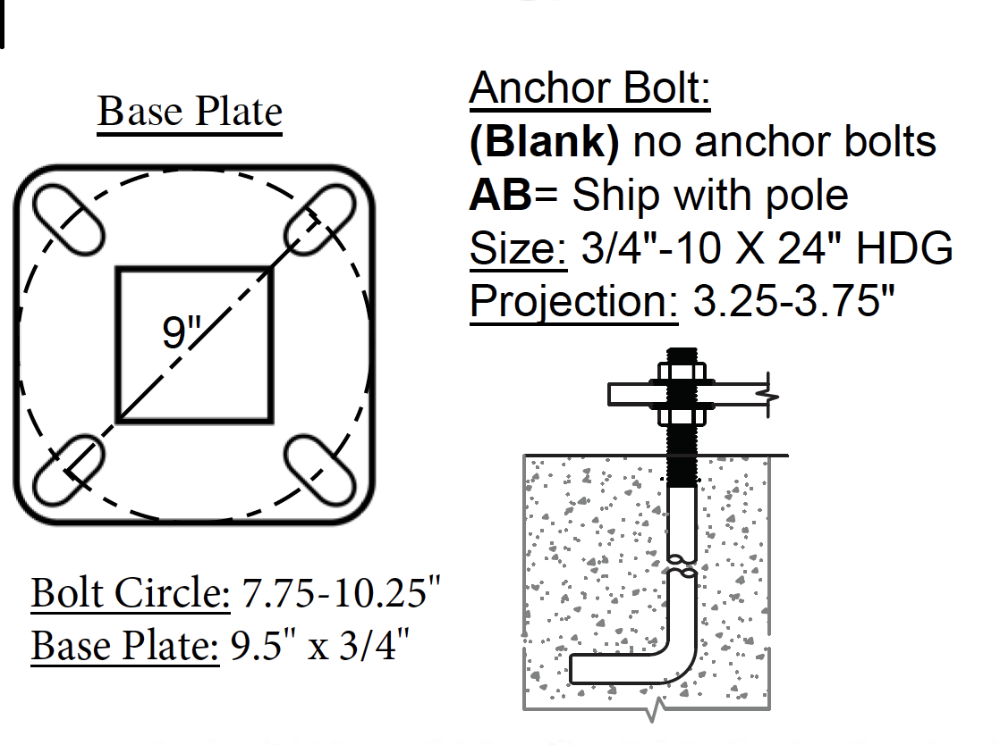 Base Plate
9"
Bolt Circle: 7.75-10.25"
Base Plate: 9.5" x 3/4"
Anchor Bolt:
(Blank) no anchor bolts
AB= Ship with pole
Size: 3/4"-10 X 24" HDG
Projection: 3.25-3.75"